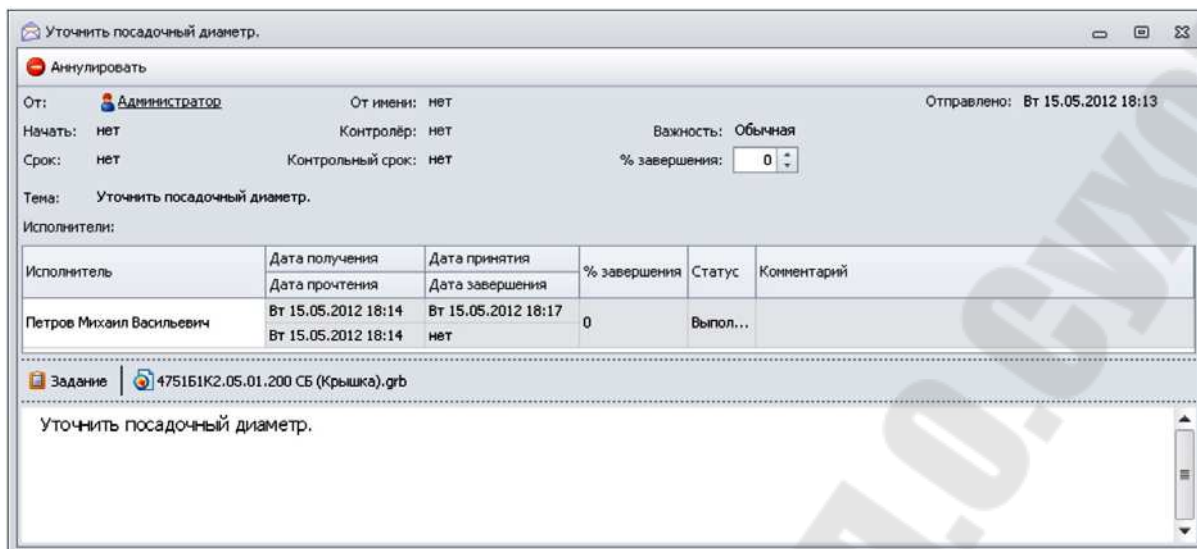 Уточнить посадочный диаметр.
Аннулировать
От: Администратор От имени: нет Отправлено: Вт 15.05.2012 18:13
Начать: нет Контролёр: нет Важность: Обычная
Срок: нет Контрольный срок: нет % завершения: 0
Тема: Уточнить посадочный диаметр.
Исполнители:
Исполнитель Дата получения Дата принятия % завершения Статус Комментарий
Дата прочтения Дата завершения
Петров Михаил Васильевич Вт 15.05.2012 18:14 Вт 15.05.2012 18:17 0 Выпол...
Вт 15.05.2012 18:14 нет
Задание 475Б1К2.05.01.200 СБ (Крышка).grb
Уточнить посадочный диаметр.